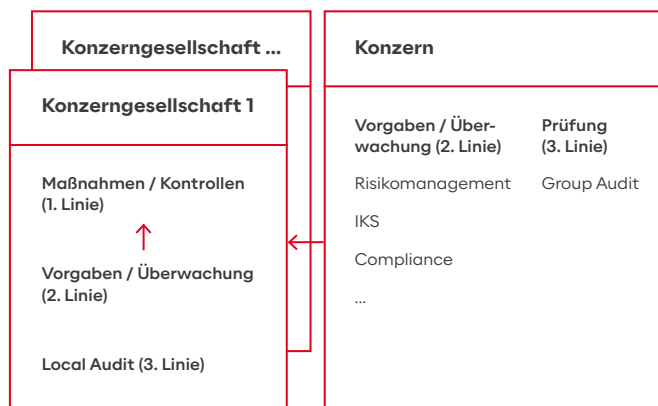 Konzerngesellschaft ...
Konzerngesellschaft 1
Maßnahmen / Kontrollen
(1. Linie)
Vorgaben / Überwachung
(2. Linie)
Local Audit (3. Linie)
Konzern
Vorgaben / Über-
wachung (2. Linie)
Risikomanagement
IKS
Compliance
...
Prüfung
(3. Linie)
Group Audit